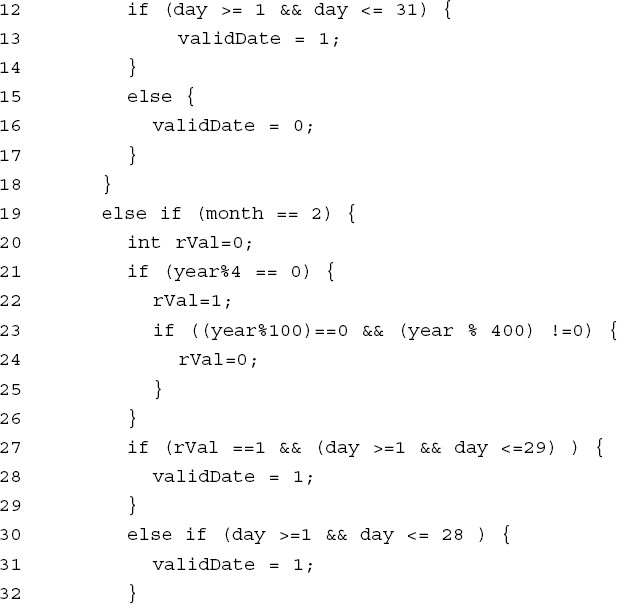 12 if (day >= 1 && day <= 31) {
13 validDate = 1;
14 }
15 else {
16 validDate = 0;
17 }
18 }
19 else if (month == 2) {
20 int rVal=0;
21 if (year%4 == 0) {
22 rVal=1;
23 if ((year%100)==0 && (year % 400) !=0) {
24 rVal=0;
25 }
26 }
27 if (rVal ==1 && (day >=1 && day <=29) ) {
28 validDate = 1;
29 }
30 else if (day >=1 && day <= 28 ) {
31 validDate = 1;
32 }